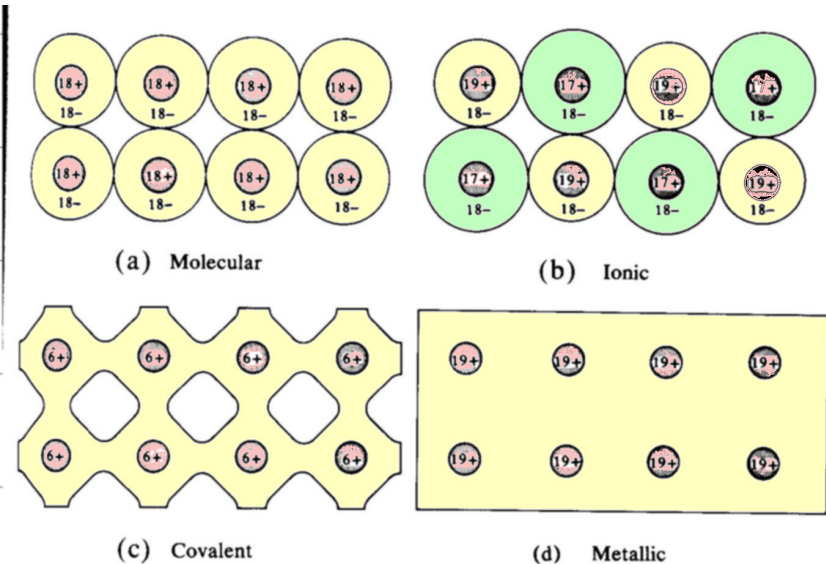 18+ 18+ 18+ 18+
18− 18− 18− 18−
18+ 18+ 18+ 18+
18− 18− 18− 18−
(a) Molecular
19+ 17+ 19+ 17+
18− 18− 18− 18−
17+ 19+ 17+ 19+
18− 18− 18− 18−
(b) Ionic
6+ 6+ 6+ 6+
6+ 6+ 6+ 6+
(c) Covalent
19+ 19+ 19+ 19+
19+ 19+ 19+ 19+
(d) Metallic